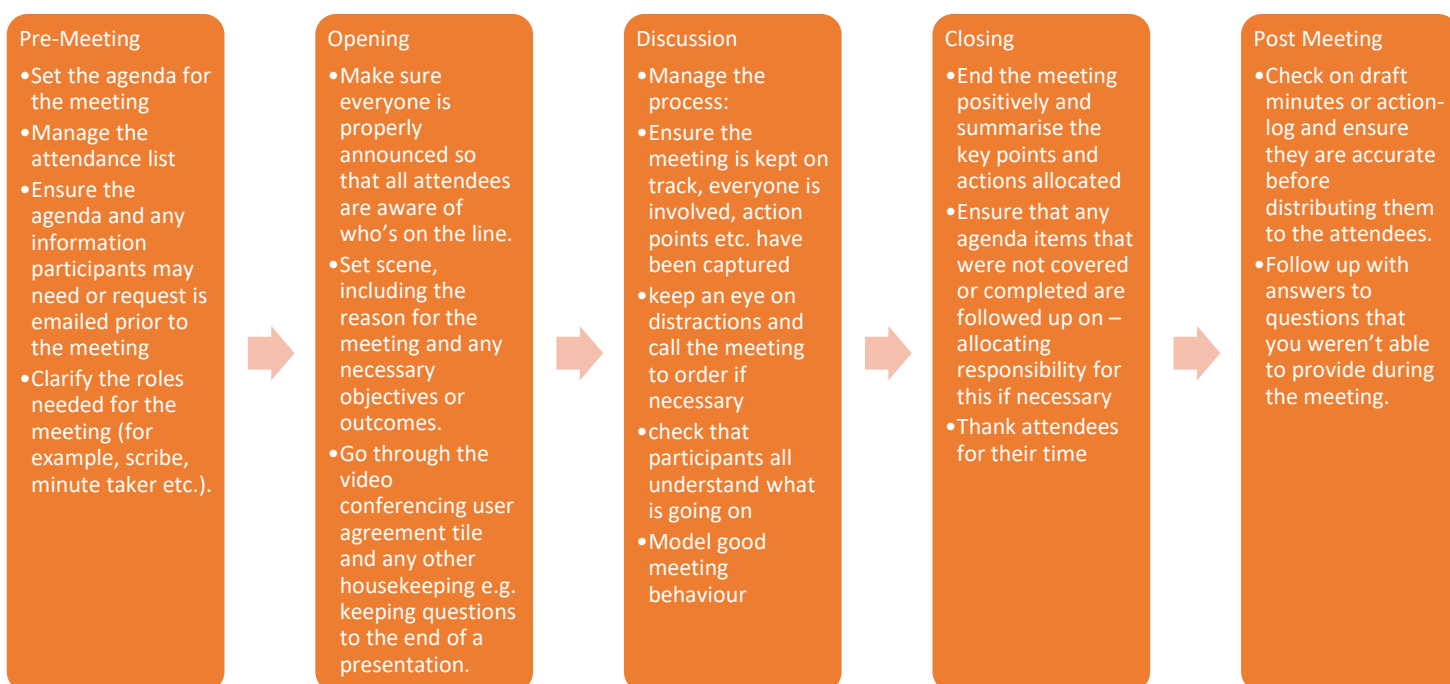 Pre-Meeting
•Set the agenda for
the meeting
•Manage the
attendance list
•Ensure the
agenda and any
information
participants may
need or request is
emailed prior to
the meeting
•Clarify the roles
needed for the
meeting (for
example, scribe,
minute taker etc.).
Opening
•Make sure
everyone is
properly
announced so
that all attendees
are aware of
who’s on the line.
•Set scene,
including the
reason for the
meeting and any
necessary
objectives or
outcomes.
•Go through the
video
conferencing user
agreement tile
and any other
housekeeping e.g.
keeping questions
to the end of a
presentation.
Discussion
•Manage the
process:
•Ensure the
meeting is kept on
track, everyone is
involved, action
points etc. have
been captured
•keep an eye on
distractions and
call the meeting
to order if
necessary
•check that
participants all
understand what
is going on
•Model good
meeting
behaviour
Closing
•End the meeting
positively and
summarise the
key points and
actions allocated
•Ensure that any
agenda items that
were not covered
or completed are
followed up on –
allocating
responsibility for
this if necessary
•Thank attendees
for their time
Post Meeting
•Check on draft
minutes or action-
log and ensure
they are accurate
before
distributing them
to the attendees.
•Follow up with
answers to
questions that
you weren’t able
to provide during
the meeting.